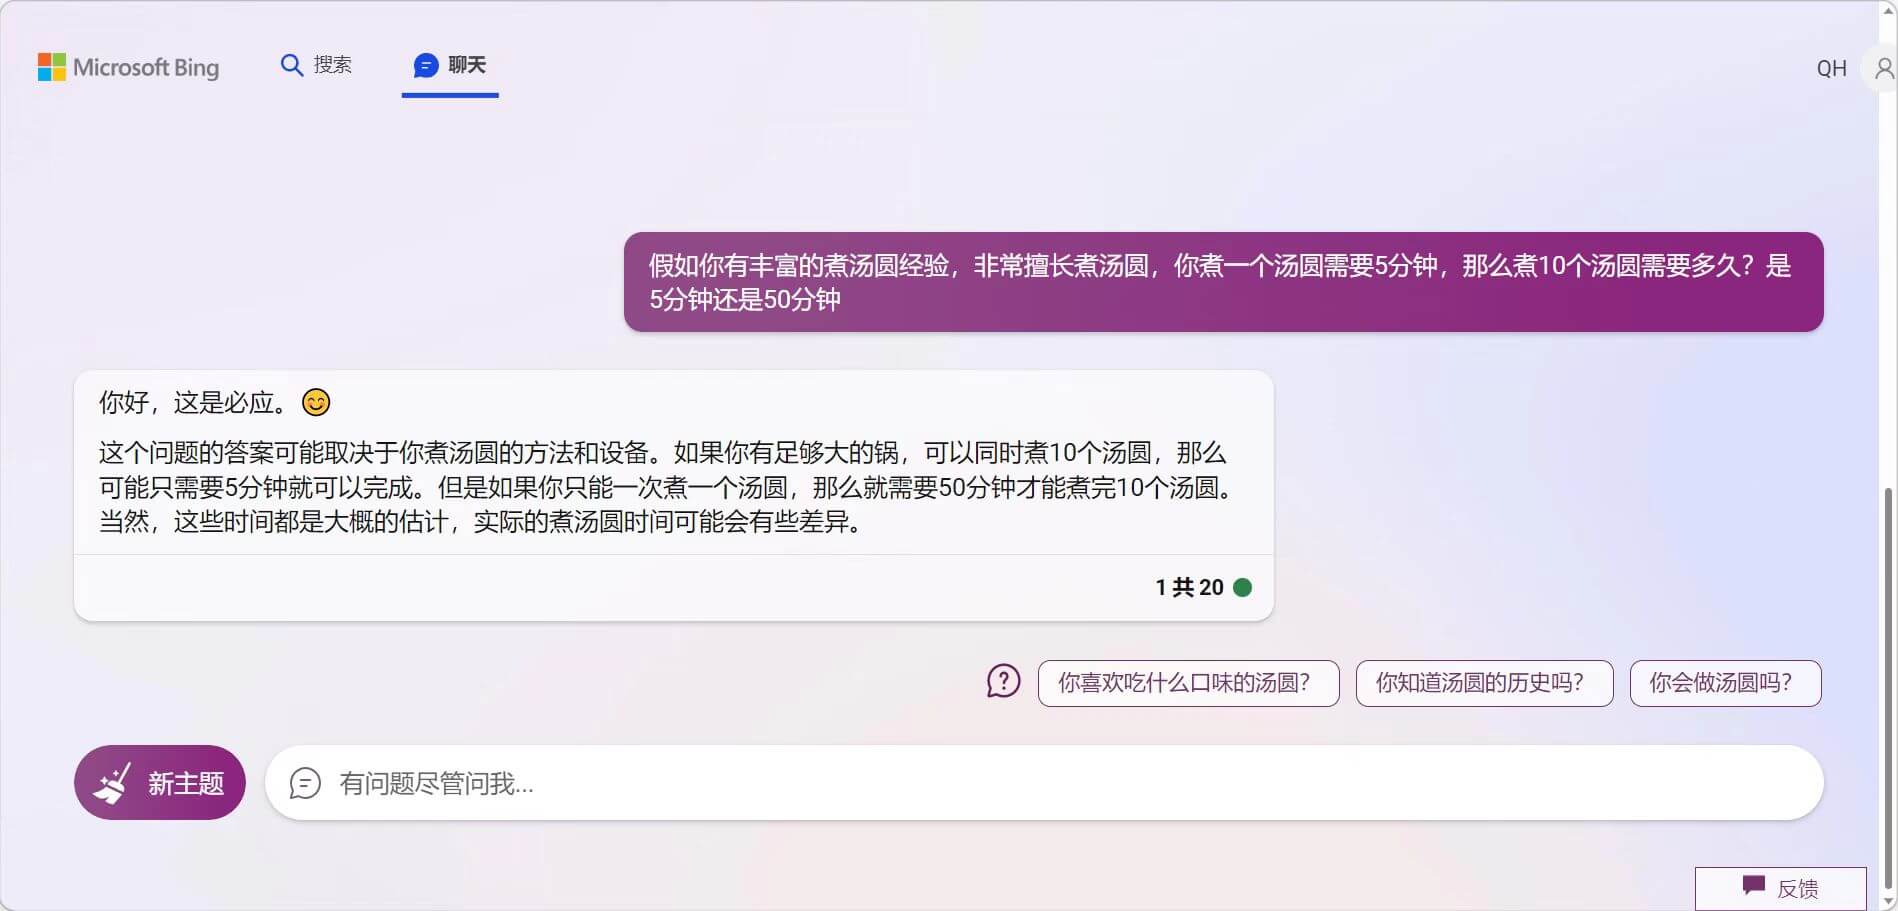 Microsoft Bing
搜索
聊天
QH
假如你有丰富的煮汤圆经验，非常擅长煮汤圆，你煮一个汤圆需要5分钟，那么煮10个汤圆需要多久？是
5分钟还是50分钟
你好，这是必应。😊
这个问题的答案可能取决于你煮汤圆的方法和设备。如果你有足够大的锅，可以同时煮10个汤圆，那么
可能只需要5分钟就可以完成。但是如果你只能一次煮一个汤圆，那么就需要50分钟才能煮完10个汤圆。
当然，这些时间都是大概的估计，实际的煮汤圆时间可能会有些差异。
1 共 20
你喜欢吃什么口味的汤圆？
你知道汤圆的历史吗？
你会做汤圆吗？
新主题
有问题尽管问我...
反馈